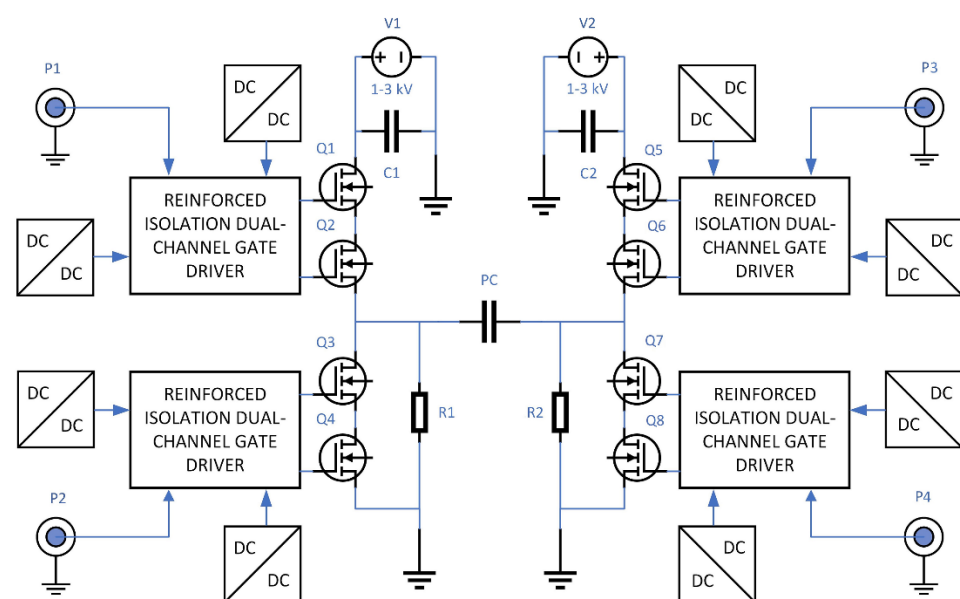 V1
V2
P1
DC
DC
1-3 kV
1-3 kV
DC
DC
P3
Q1
C1
C2
Q5
REINFORCED
ISOLATION DUAL-
CHANNEL GATE
DRIVER
REINFORCED
ISOLATION DUAL-
CHANNEL GATE
DRIVER
DC
DC
Q2
Q6
DC
DC
PC
Q3
Q7
DC
DC
REINFORCED
ISOLATION DUAL-
CHANNEL GATE
DRIVER
Q4
R1
R2
Q8
REINFORCED
ISOLATION DUAL-
CHANNEL GATE
DRIVER
DC
DC
P2
DC
DC
DC
DC
P4